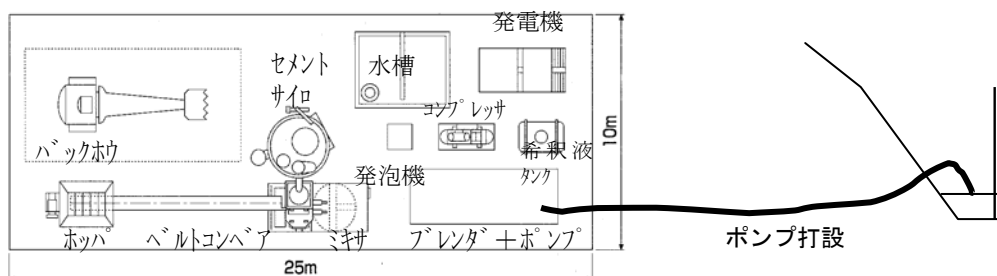 発電機
セメント
サイロ
水槽
ｺﾝﾌﾟﾚｯｻ
バックホウ
発泡機
希釈液
ﾀﾝｸ
10m
ホッパ
ベルトコンベア
ミキサ
ブレンダ＋ポンプ
ポンプ打設
25m